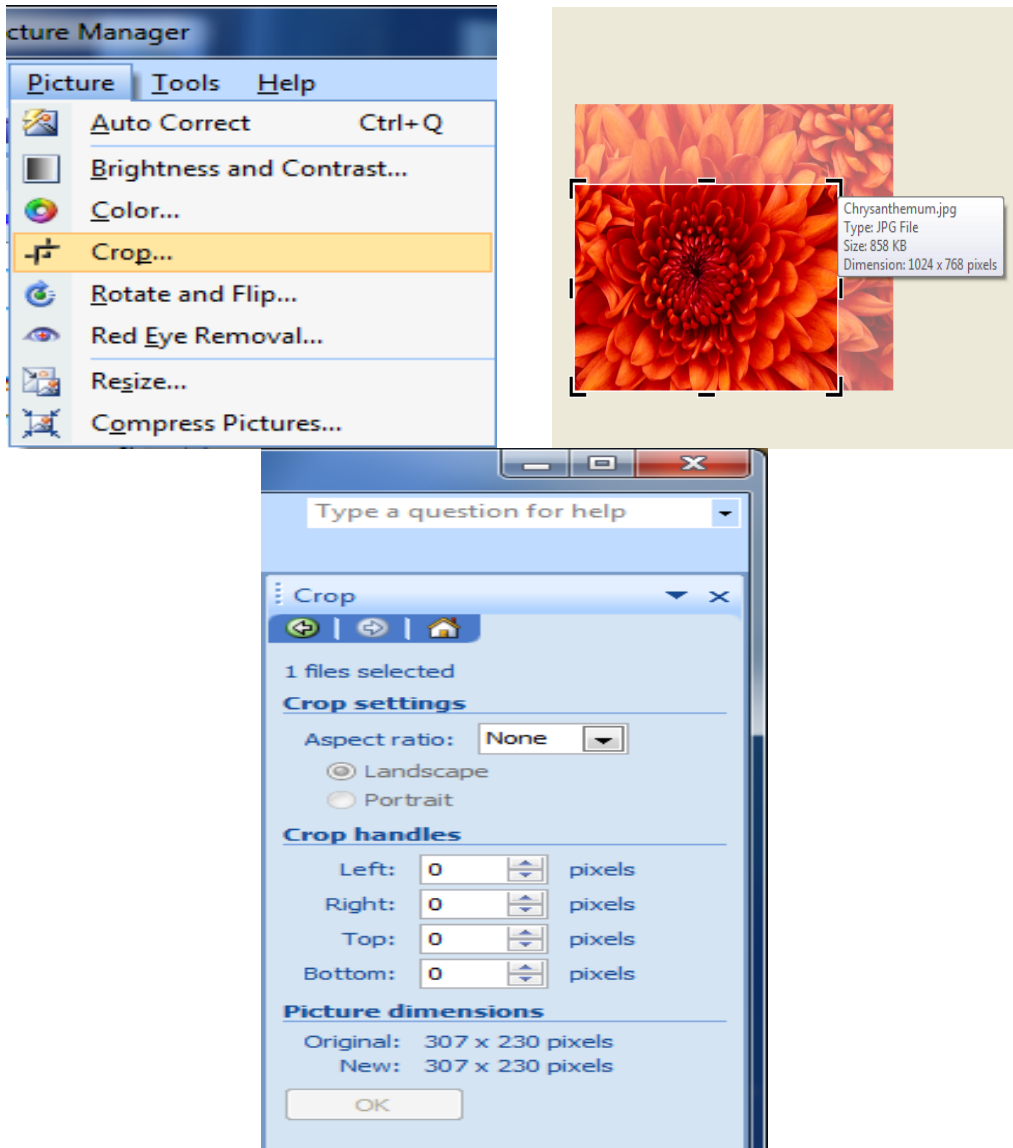 cture Manager
Picture Tools Help
Auto Correct Ctrl+Q
Brightness and Contrast...
Color...
Crop...
Rotate and Flip...
Red Eye Removal...
Resize...
Compress Pictures...
Chrysanthemum.jpg
Type: JPG File
Size: 858 KB
Dimension: 1024 x 768 pixels
Type a question for help
Crop
1 files selected
Crop settings
Aspect ratio: None
Landscape
Portrait
Crop handles
Left: 0 pixels
Right: 0 pixels
Top: 0 pixels
Bottom: 0 pixels
Picture dimensions
Original: 307 x 230 pixels
New: 307 x 230 pixels
OK